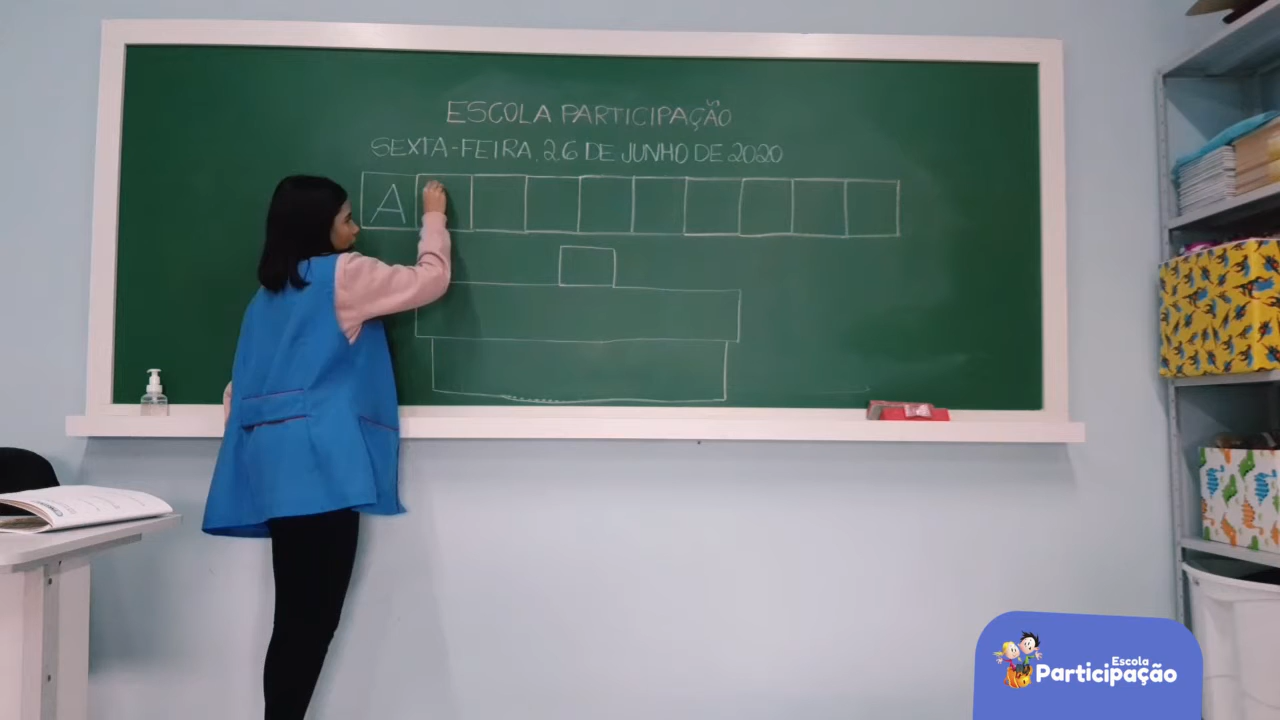 ESCOLA PARTICIPAÇÃO
SEXTA-FEIRA, 26 DE JUNHO DE 2020
A
Escola
Participação